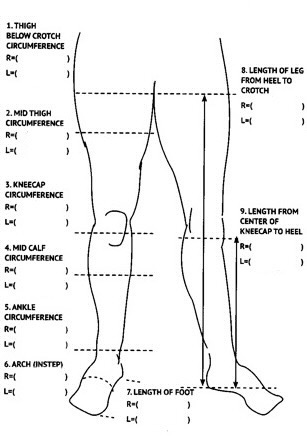 1. THIGH
BELOW CROTCH
CIRCUMFERENCE
R=( )
L=( )
2. MID THIGH
CIRCUMFERENCE
R=( )
L=( )
3. KNEECAP
CIRCUMFERENCE
R=( )
L=( )
4. MID CALF
CIRCUMFERENCE
R=( )
L=( )
5. ANKLE
CIRCUMFERENCE
R=( )
L=( )
6. ARCH (INSTEP)
R=( )
L=( )
7. LENGTH OF FOOT
R=( )
L=( )
8. LENGTH OF LEG
FROM HEEL TO
CROTCH
R=( )
L=( )
9. LENGTH FROM
CENTER OF
KNEECAP TO HEEL
R=( )
L=( )